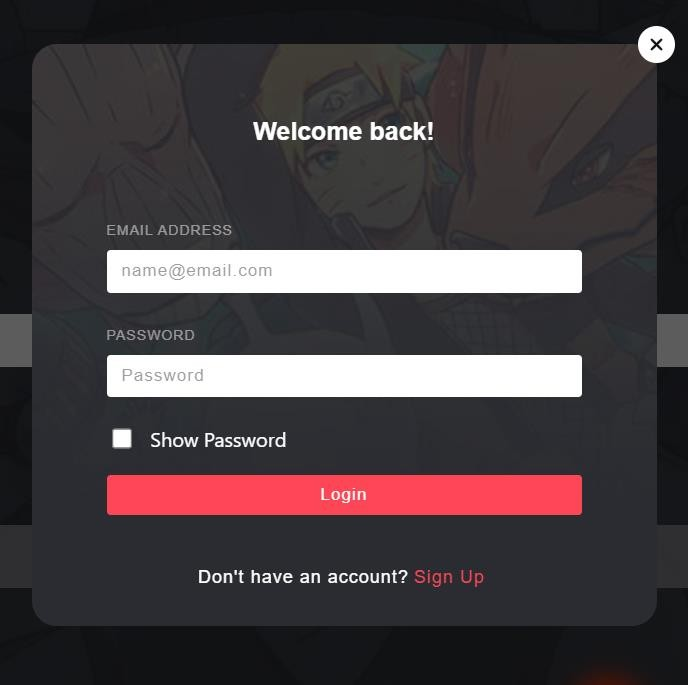 Welcome back!
EMAIL ADDRESS
name@email.com
PASSWORD
Password
Show Password
Login
Don't have an account? Sign Up